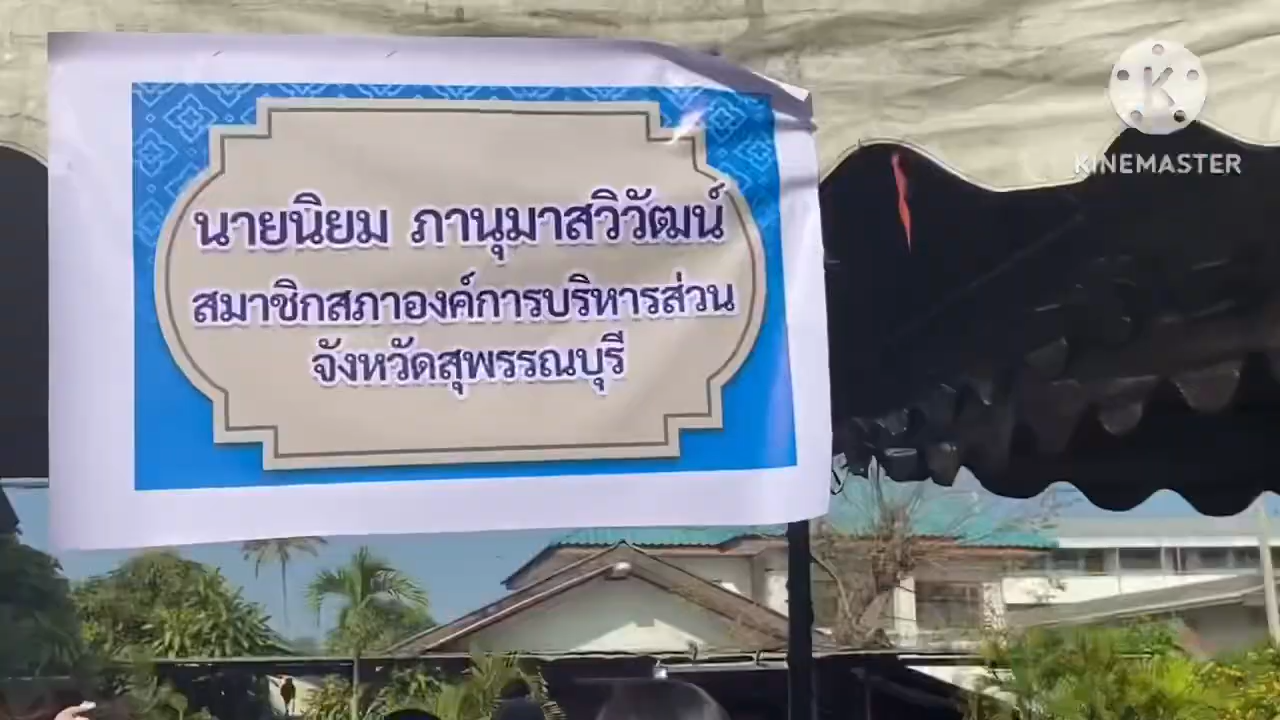 นายนิยม ภานุมาสวิวัฒน์
สมาชิกสภาองค์การบริหารส่วน
จังหวัดสุพรรณบุรี
K
KINEMASTER